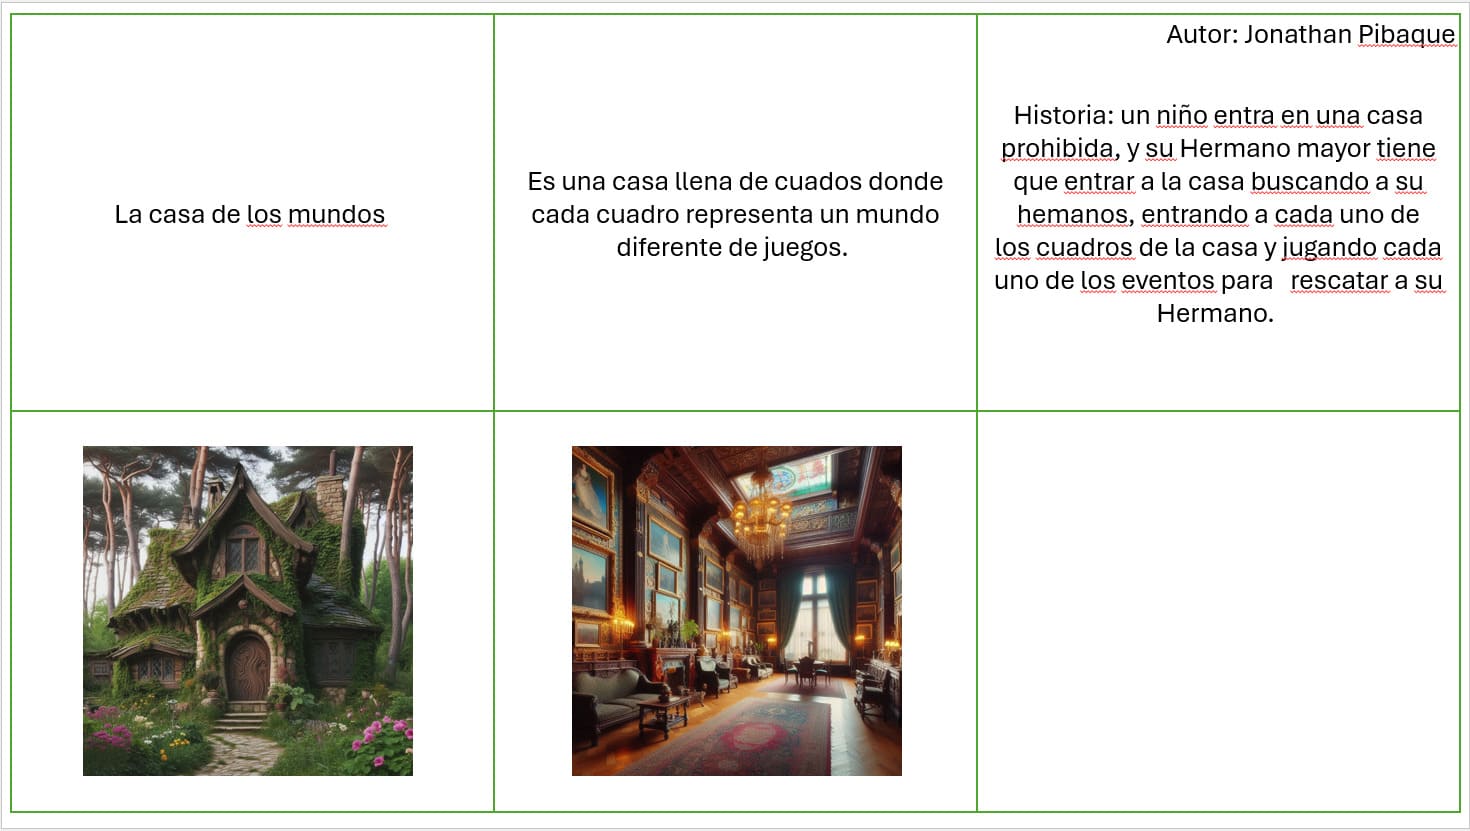 La casa de los mundos
Es una casa llena de cuados donde
cada cuadro representa un mundo
diferente de juegos.
Autor: Jonathan Pibaque
Historia: un niño entra en una casa
prohibida, y su Hermano mayor tiene
que entrar a la casa buscando a su
hemanos, entrando a cada uno de
los cuadros de la casa y jugando cada
uno de los eventos para rescatar a su
Hermano.